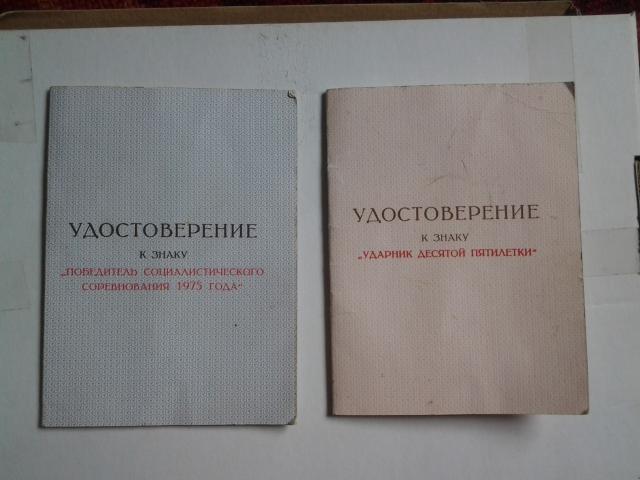 УДОСТОВЕРЕНИЕ
К ЗНАКУ
„ПОБЕДИТЕЛЬ СОЦИАЛИСТИЧЕСКОГО
СОРЕВНОВАНИЯ 1975 ГОДА“
УДОСТОВЕРЕНИЕ
К ЗНАКУ
„УДАРНИК ДЕСЯТОЙ ПЯТИЛЕТКИ“